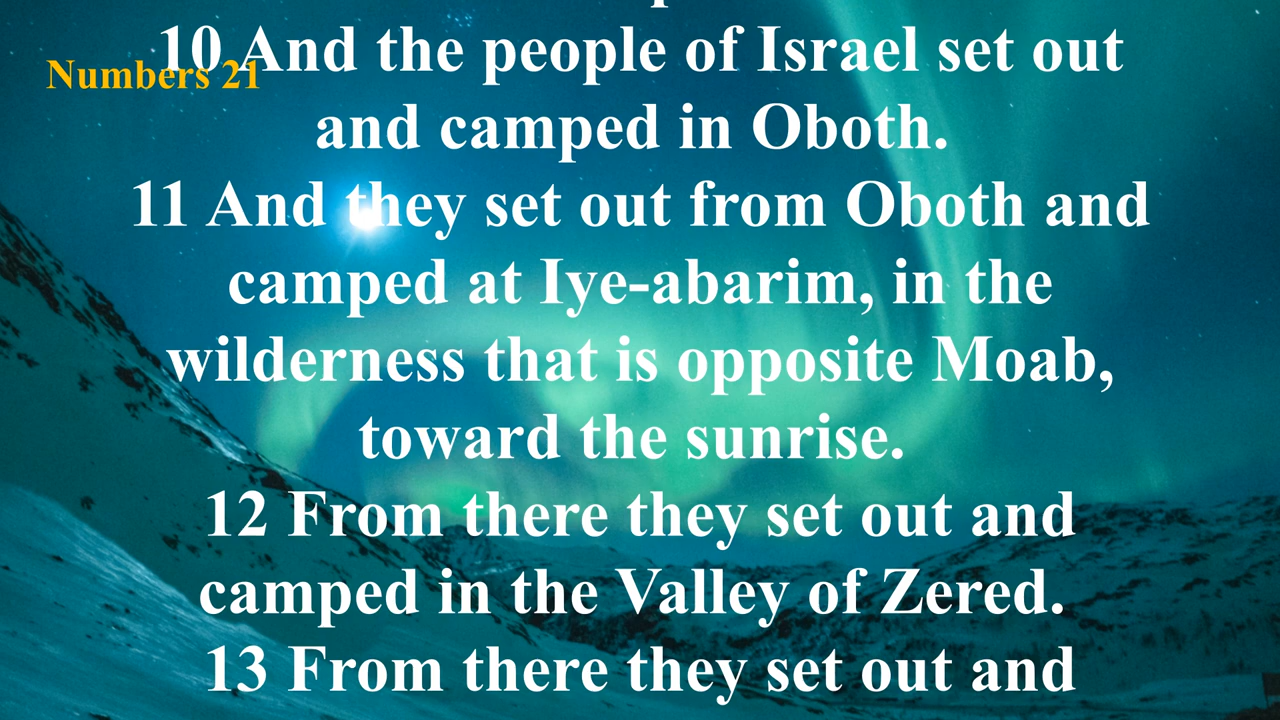 10 And the people of Israel set out
Numbers 21
and camped in Oboth.
11 And they set out from Oboth and
camped at Iye-abarim, in the
wilderness that is opposite Moab,
toward the sunrise.
12 From there they set out and
camped in the Valley of Zered.
13 From there they set out and